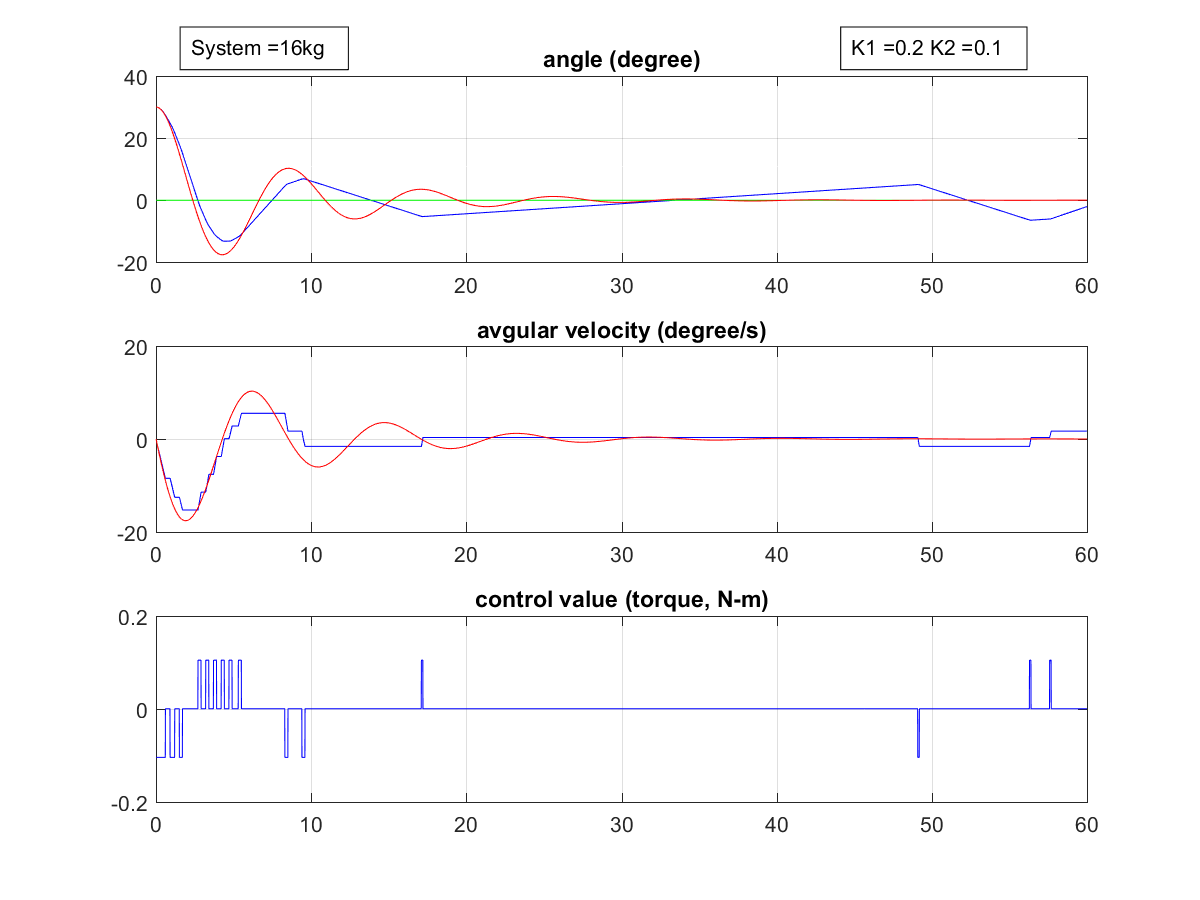 System =16kg
K1 =0.2 K2 =0.1
angle (degree)
40
20
0
-20
0 10 20 30 40 50 60
avgular velocity (degree/s)
20
0
-20
0 10 20 30 40 50 60
control value (torque, N-m)
0.2
0
-0.2
0 10 20 30 40 50 60